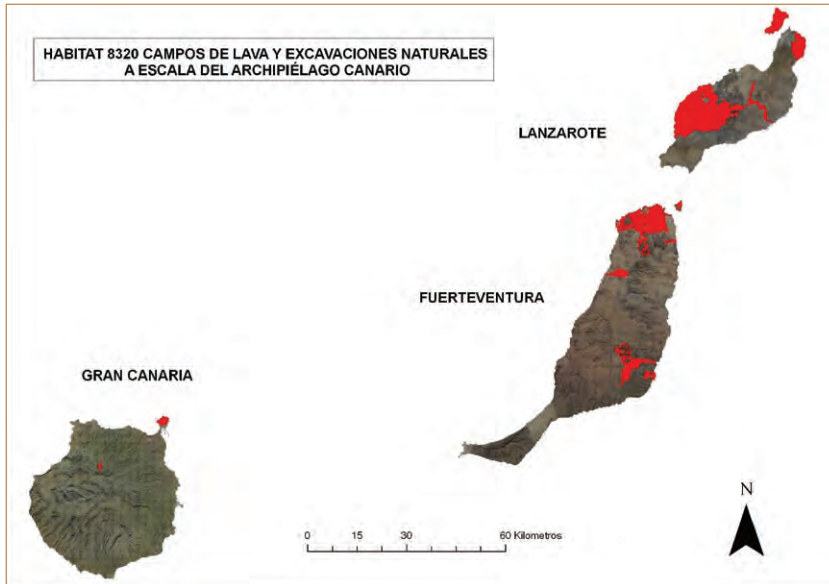 HABITAT 8320 CAMPOS DE LAVA Y EXCAVACIONES NATURALES
A ESCALA DEL ARCHIPIÉLAGO CANARIO
LANZAROTE
FUERTEVENTURA
GRAN CANARIA
N
0 15 30 60 Kilometros